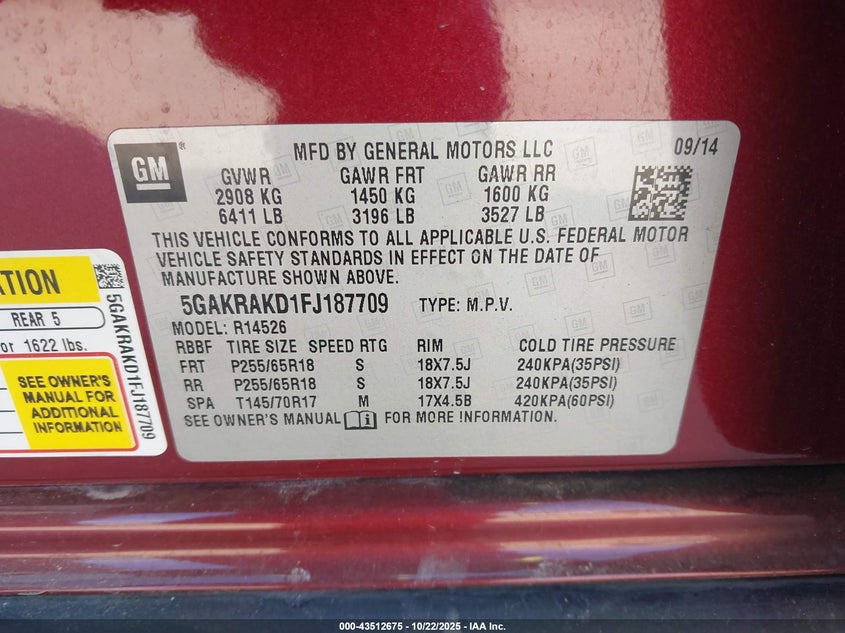 GM
MFD BY GENERAL MOTORS LLC 09/14
GVWR GAWR FRT GAWR RR
2908 KG 1450 KG 1600 KG
6411 LB 3196 LB 3527 LB
THIS VEHICLE CONFORMS TO ALL APPLICABLE U.S. FEDERAL MOTOR
VEHICLE SAFETY STANDARDS IN EFFECT ON THE DATE OF
MANUFACTURE SHOWN ABOVE.
5GAKRAKD1FJ187709 TYPE: M.P.V.
MODEL: R14526
RBBF TIRE SIZE SPEED RTG RIM COLD TIRE PRESSURE
FRT P255/65R18 S 18X7.5J 240KPA(35PSI)
RR P255/65R18 S 18X7.5J 240KPA(35PSI)
SPA T145/70R17 M 17X4.5B 420KPA(60PSI)
SEE OWNER'S MANUAL i FOR MORE INFORMATION.
ATION
REAR 5
or 1622 lbs.
SEE OWNER'S
MANUAL FOR
ADDITIONAL
INFORMATION
5GAKRAKD1FJ187709
000-43512675 | 10/22/2025 | IAA Inc.